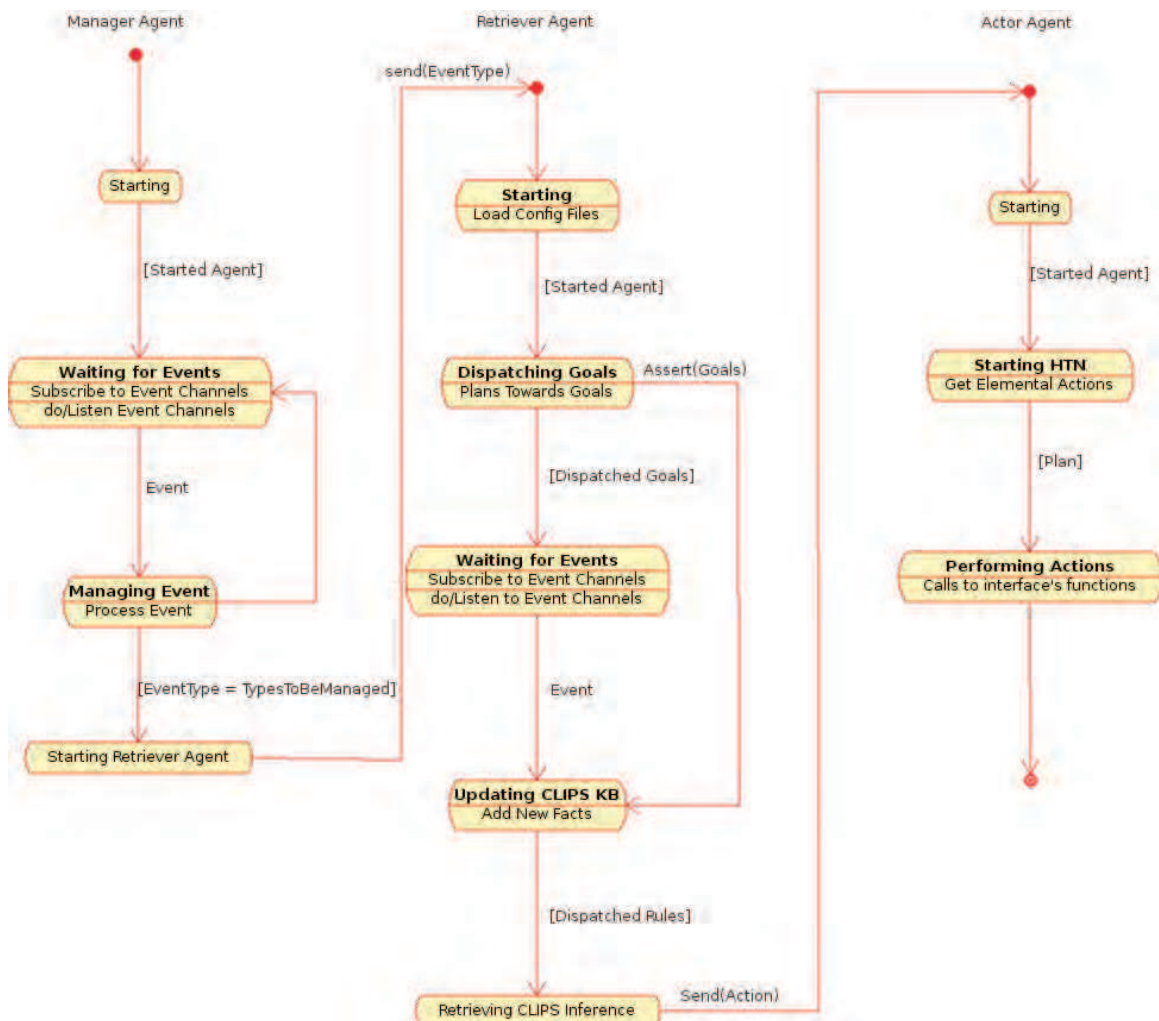 Manager Agent
Starting
[Started Agent]
Waiting for Events
Subscribe to Event Channels
do/Listen Event Channels
Event
Managing Event
Process Event
[EventType = TypesToBeManaged]
Starting Retriever Agent
Retriever Agent
send(EventType)
Starting
Load Config Files
[Started Agent]
Dispatching Goals
Plans Towards Goals
Assert(Goals)
[Dispatched Goals]
Waiting for Events
Subscribe to Event Channels
do/Listen to Event Channels
Event
Updating CLIPS KB
Add New Facts
[Dispatched Rules]
Retrieving CLIPS Inference
Send(Action)
Actor Agent
Starting
[Started Agent]
Starting HTN
Get Elemental Actions
[Plan]
Performing Actions
Calls to interface's functions